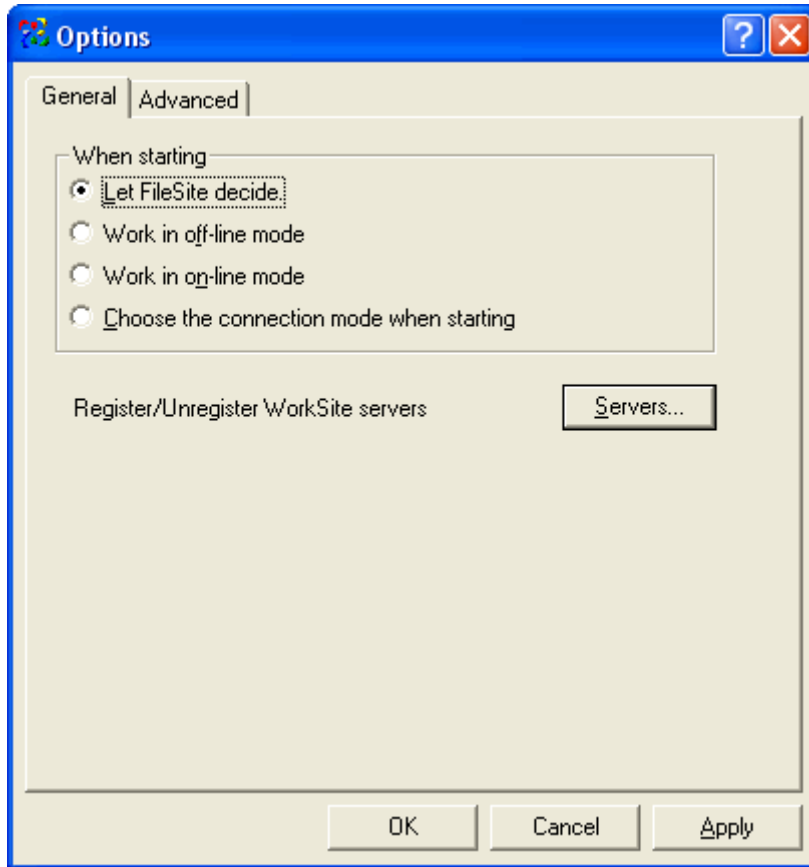 Options
General Advanced
When starting
Let FileSite decide.
Work in off-line mode
Work in on-line mode
Choose the connection mode when starting
Register/Unregister WorkSite servers Servers...
OK Cancel Apply